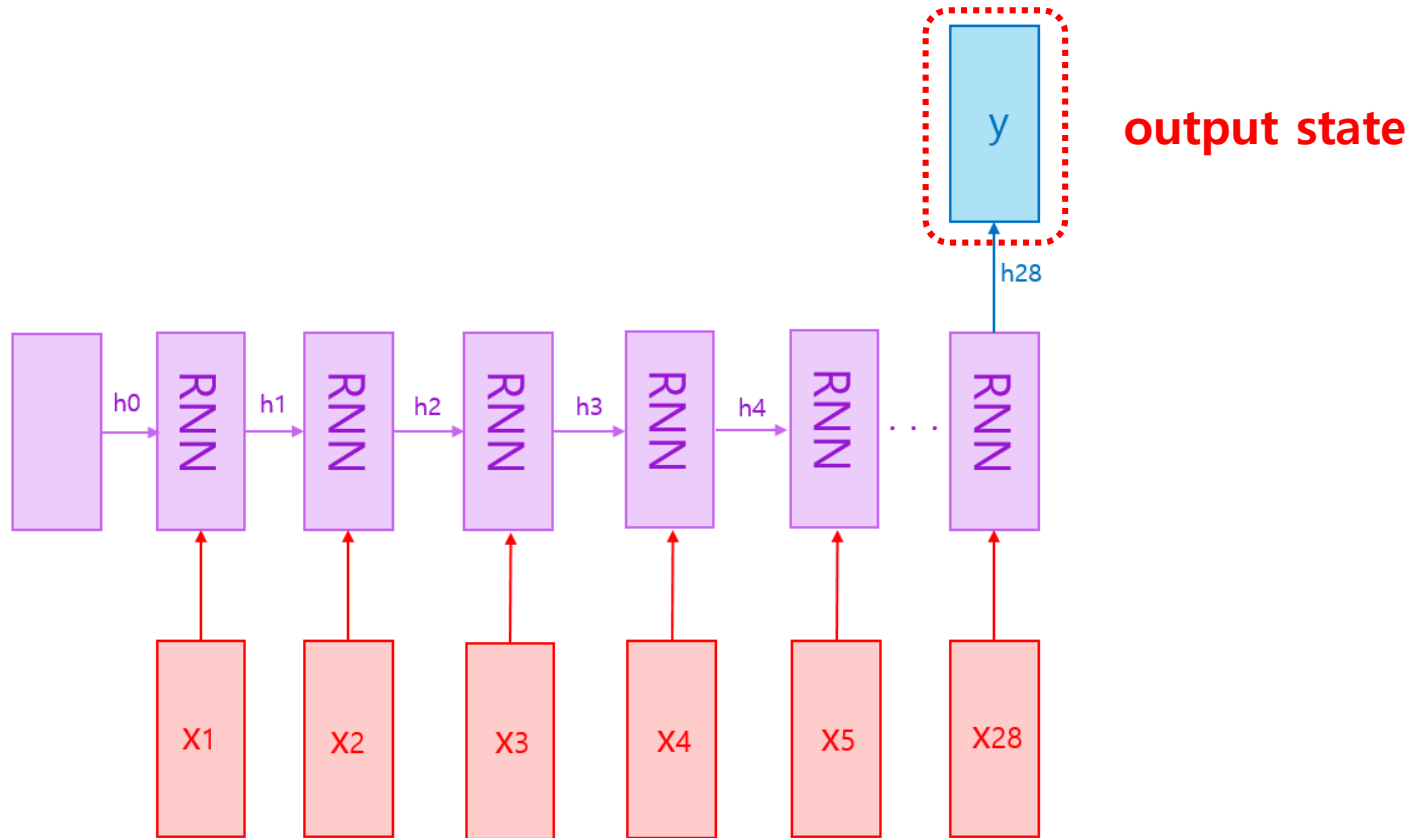 y
output state
h28
h0
RNN
h1
RNN
h2
RNN
h3
RNN
h4
RNN
. . .
RNN
X1
X2
X3
X4
X5
X28